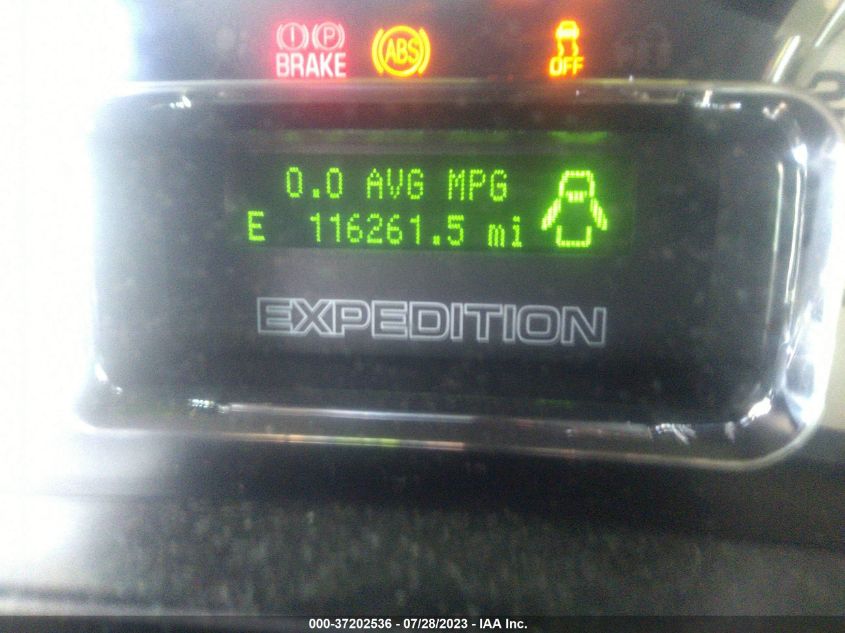 (!) (P)
BRAKE
ABS
OFF
0.0 AVG MPG
E 116261.5 mi
EXPEDITION
000-37202536 - 07/28/2023 - IAA Inc.